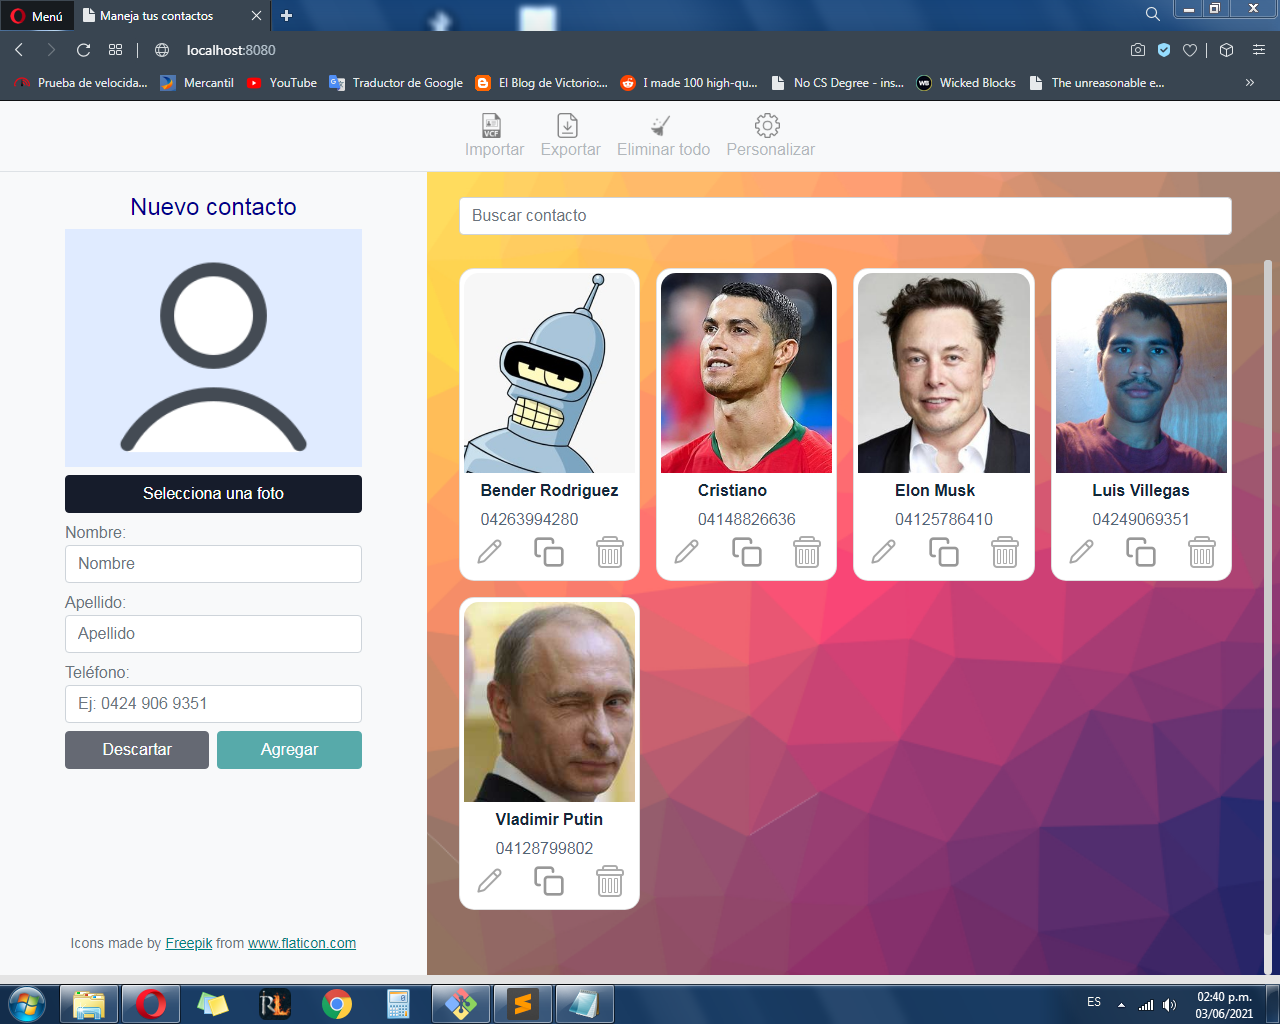 Menú
Maneja tus contactos
localhost:8080
Prueba de velocida...
Mercantil
YouTube
Traductor de Google
El Blog de Victorio:...
I made 100 high-qu...
No CS Degree - ins...
WB
Wicked Blocks
The unreasonable e...
VCF
Importar
Exportar
Eliminar todo
Personalizar
Nuevo contacto
Selecciona una foto
Nombre:
Nombre
Apellido:
Apellido
Teléfono:
Ej: 0424 906 9351
Descartar
Agregar
Icons made by Freepik from www.flaticon.com
Buscar contacto
Bender Rodriguez
04263994280
Cristiano
04148826636
Elon Musk
04125786410
Luis Villegas
04249069351
Vladimir Putin
04128799802
RL
ES
02:40 p.m.
03/06/2021